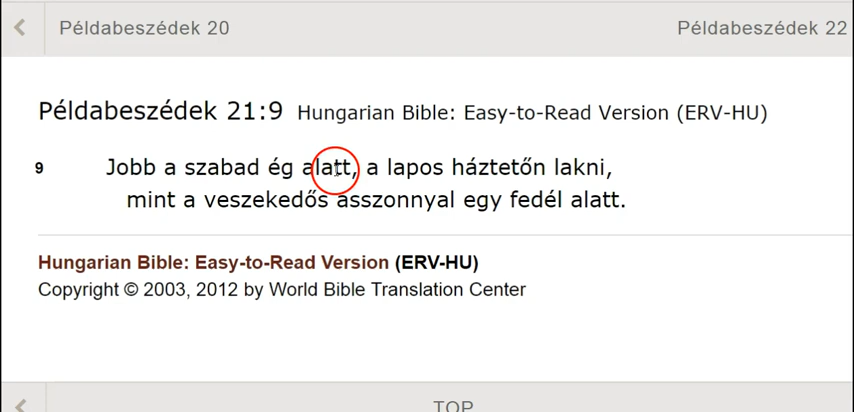 Példabeszédek 20 Példabeszédek 22
Példabeszédek 21:9 Hungarian Bible: Easy-to-Read Version (ERV-HU)
9 Jobb a szabad ég alatt, a lapos háztetőn lakni,
mint a veszekedős asszonnyal egy fedél alatt.
Hungarian Bible: Easy-to-Read Version (ERV-HU)
Copyright © 2003, 2012 by World Bible Translation Center
TOP